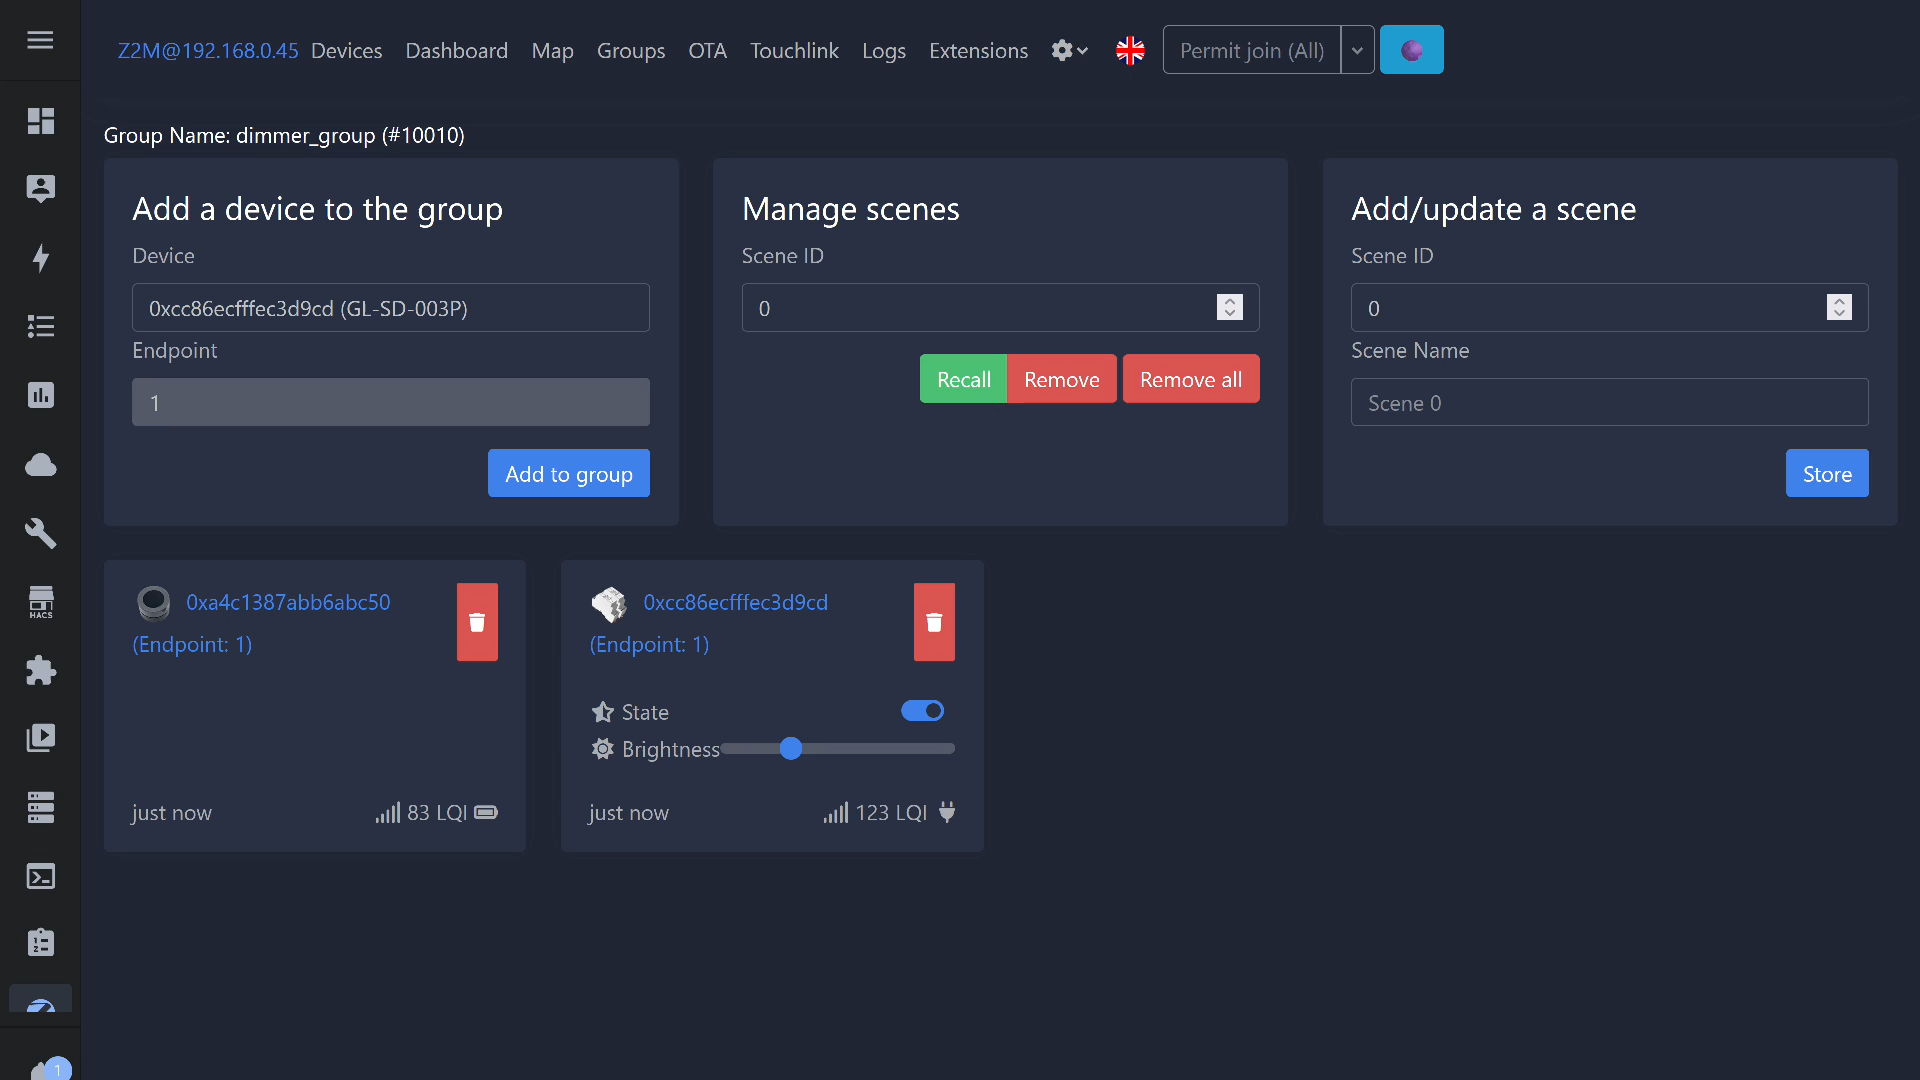 Z2M@192.168.0.45 Devices Dashboard Map Groups OTA Touchlink Logs Extensions Permit join (All)
Group Name: dimmer_group (#10010)
Add a device to the group
Device
0xcc86ecfffec3d9cd (GL-SD-003P)
Endpoint
1
Add to group
Manage scenes
Scene ID
0
Recall Remove Remove all
Add/update a scene
Scene ID
0
Scene Name
Scene 0
Store
0xa4c1387abb6abc50
(Endpoint: 1)
just now 83 LQI
0xcc86ecfffec3d9cd
(Endpoint: 1)
State
Brightness
just now 123 LQI
HACS
1